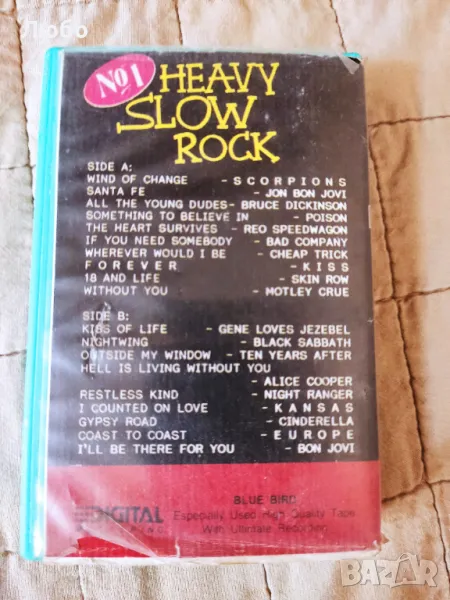 Любо
No1
HEAVY
SLOW
ROCK
SIDE A:
WIND OF CHANGE - SCORPIONS
SANTA FE - JON BON JOVI
ALL THE YOUNG DUDES - BRUCE DICKINSON
SOMETHING TO BELIEVE IN - POISON
THE HEART SURVIVES - REO SPEEDWAGON
IF YOU NEED SOMEBODY - BAD COMPANY
WHEREVER WOULD I BE - CHEAP TRICK
FOREVER - KISS
18 AND LIFE - SKIN ROW
WITHOUT YOU - MOTLEY CRUE
SIDE B:
KISS OF LIFE - GENE LOVES JEZEBEL
NIGHTWING - BLACK SABBATH
OUTSIDE MY WINDOW - TEN YEARS AFTER
HELL IS LIVING WITHOUT YOU
- ALICE COOPER
RESTLESS KIND - NIGHT RANGER
I COUNTED ON LOVE - KANSAS
GYPSY ROAD - CINDERELLA
COAST TO COAST - EUROPE
I'LL BE THERE FOR YOU - BON JOVI
BLUE BIRD
DIGITAL
Especially Used High Quality Tape
With Ultimate Recordion
BAZAR